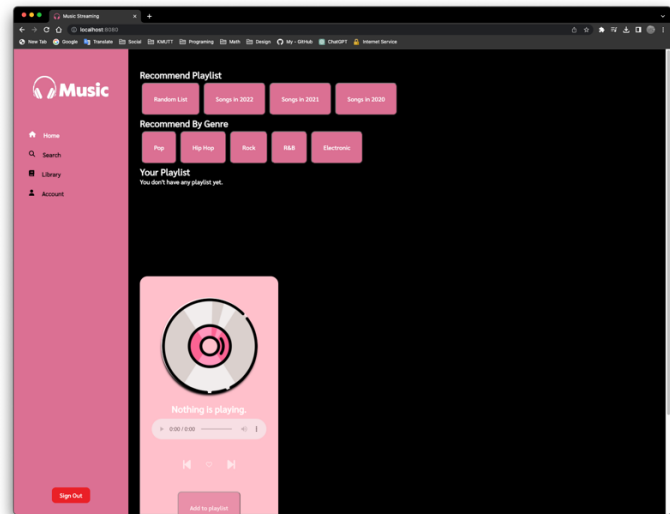 Music Streaming
localhost:8080
New Tab Google Translate Social KMUTT Programing Math Design My - GitHub ChatGPT Internet Service
Music
Home
Search
Library
Account
Sign Out
Recommend Playlist
Random List Songs in 2022 Songs in 2021 Songs in 2020
Recommend By Genre
Pop Hip Hop Rock R&B Electronic
Your Playlist
You don't have any playlist yet.
Nothing is playing.
0:00 / 0:00
Add to playlist